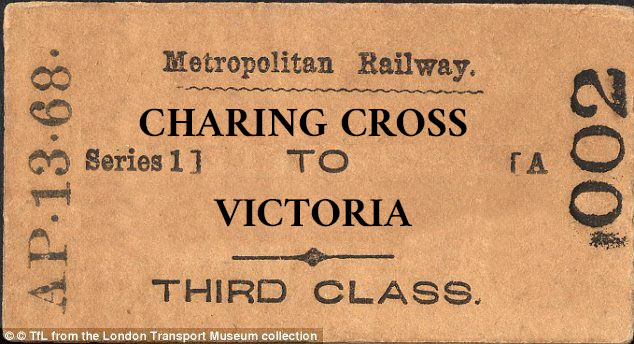 Metropolitan Railway.
CHARING CROSS
Series 1] TO [A
VICTORIA
THIRD CLASS.
AP·13·68·
002
© © TfL from the London Transport Museum collection